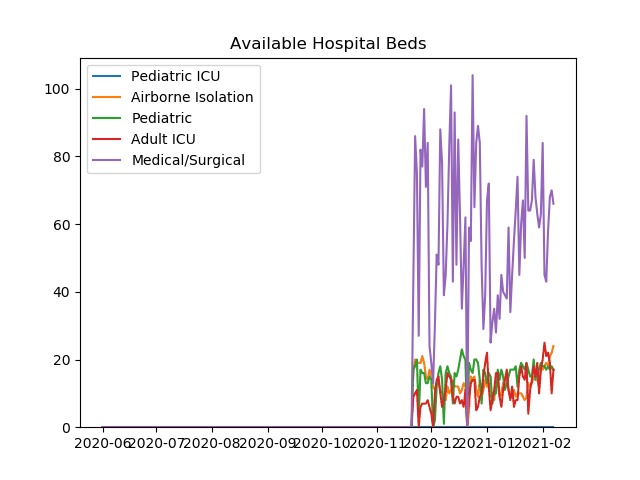 Available Hospital Beds
Pediatric ICU
Airborne Isolation
Pediatric
Adult ICU
Medical/Surgical
100
80
60
40
20
0
2020-06 2020-07 2020-08 2020-09 2020-10 2020-11 2020-12 2021-01 2021-02